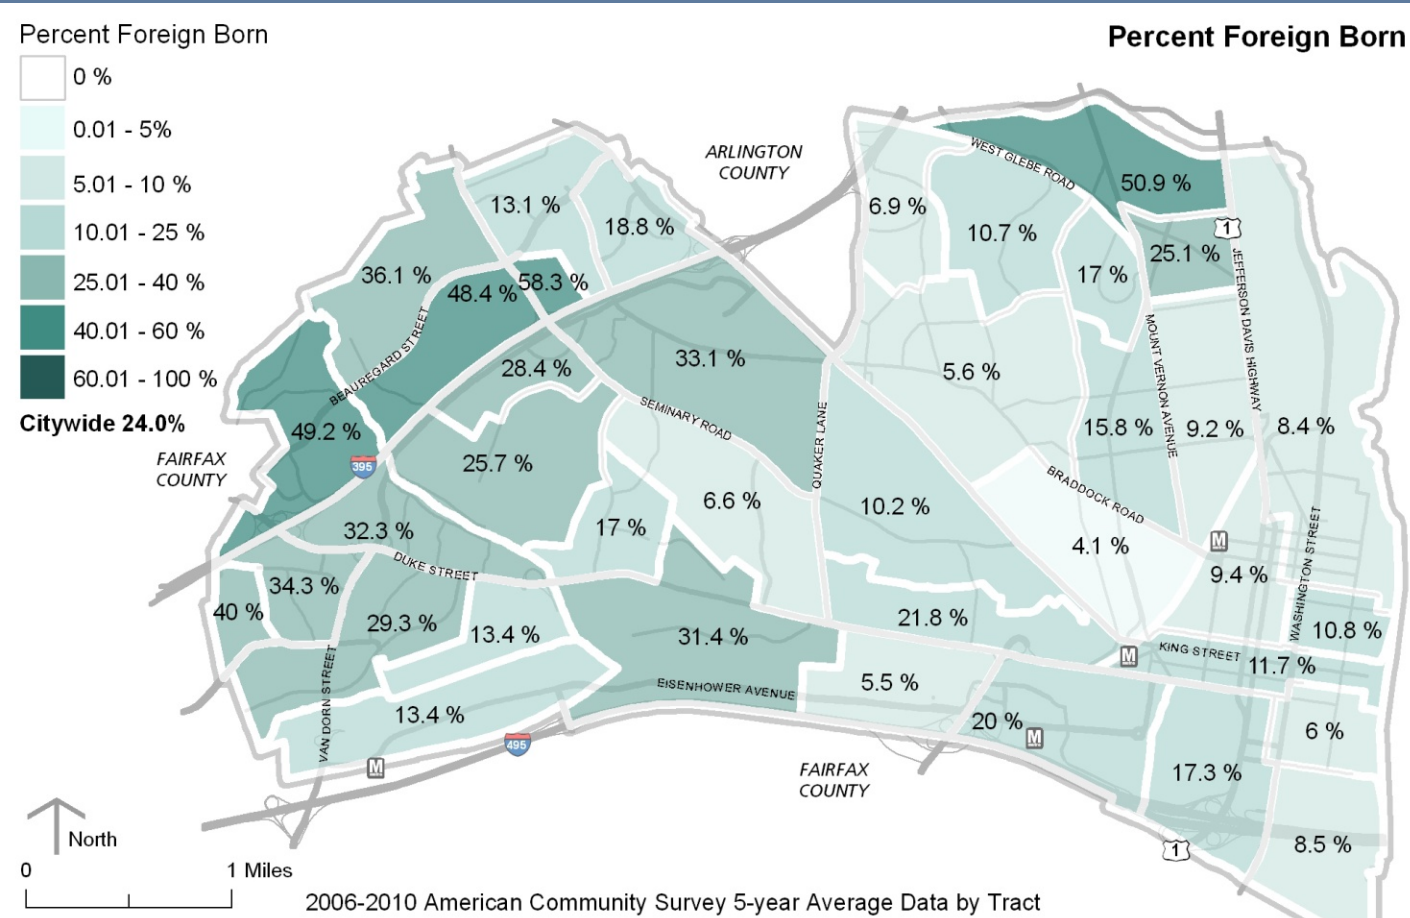 Percent Foreign Born
Percent Foreign Born
0 %
0.01 - 5%
5.01 - 10 %
10.01 - 25 %
25.01 - 40 %
40.01 - 60 %
60.01 - 100 %
Citywide 24.0%
ARLINGTON
COUNTY
WEST GLEBE ROAD
50.9 %
13.1 %
18.8 %
6.9 %
10.7 %
1
25.1 %
36.1 %
48.4 %
58.3 %
17 %
JEFFERSON DAVIS HIGHWAY
BEAUREGARD STREET
28.4 %
33.1 %
5.6 %
MOUNT VERNON AVENUE
SEMINARY ROAD
QUAKER LANE
49.2 %
15.8 %
9.2 %
8.4 %
FAIRFAX
COUNTY
395
25.7 %
6.6 %
10.2 %
BRADDOCK ROAD
32.3 %
17 %
4.1 %
M
WASHINGTON STREET
DUKE STREET
9.4 %
34.3 %
40 %
29.3 %
13.4 %
31.4 %
21.8 %
10.8 %
M
KING STREET
11.7 %
VAN DORN STREET
EISENHOWER AVENUE
5.5 %
13.4 %
20 %
M
6 %
495
M
17.3 %
FAIRFAX
COUNTY
North
1
8.5 %
0
1 Miles
2006-2010 American Community Survey 5-year Average Data by Tract